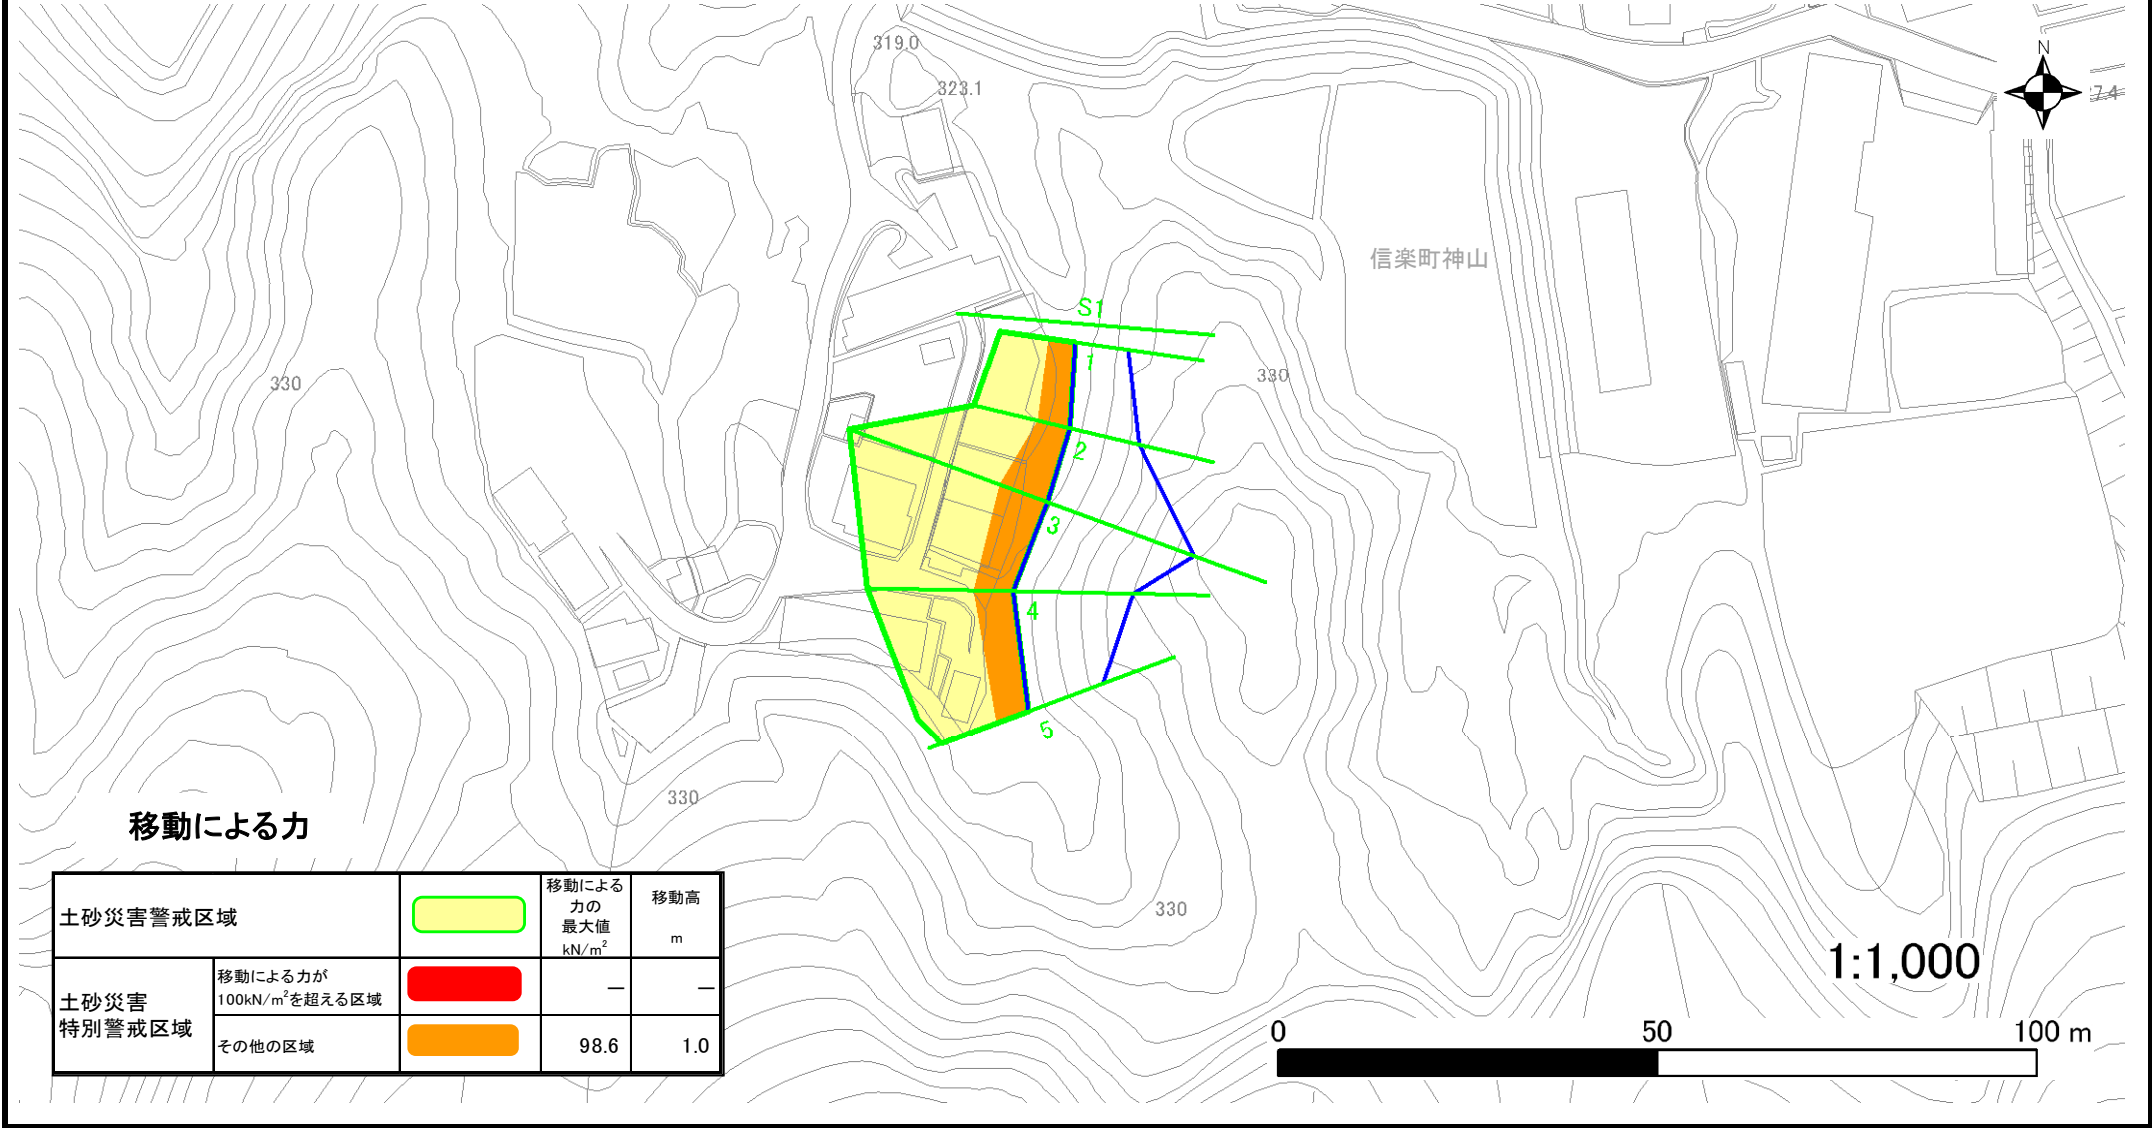 319.0
323.1
N
7.4
信楽町神山
S1
1
330
330
2
3
4
5
330
330
移動による力
土砂災害警戒区域
移動による
力の
最大値
kN/m²
移動高
m
土砂災害
特別警戒区域
移動による力が
100kN/m²を超える区域
—
—
その他の区域
98.6
1.0
1:1,000
0
50
100 m